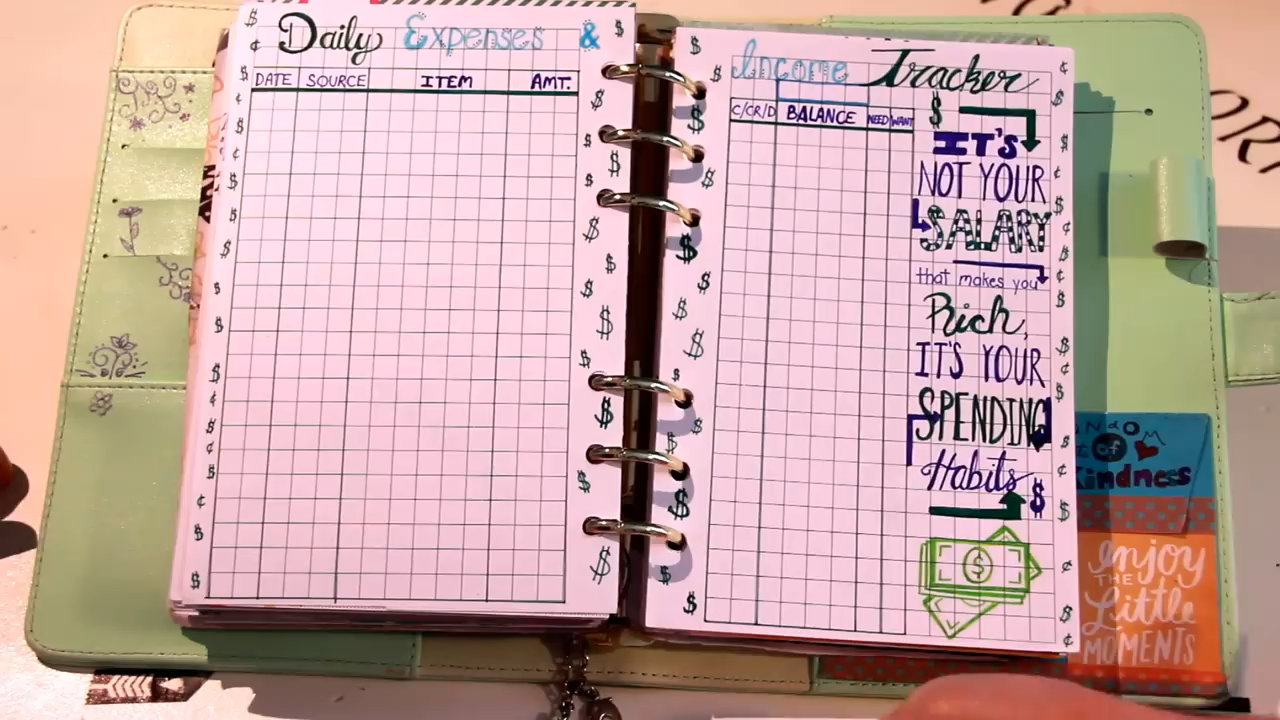 Daily Expenses &
DATE SOURCE ITEM AMT.
Income Tracker
C/CR/D BALANCE NEED WANT
IT'S
NOT YOUR
SALARY
that makes you
Rich,
IT'S YOUR
SPENDING
Habits
of
Kindness
enjoy
THE
Little
MOMENTS